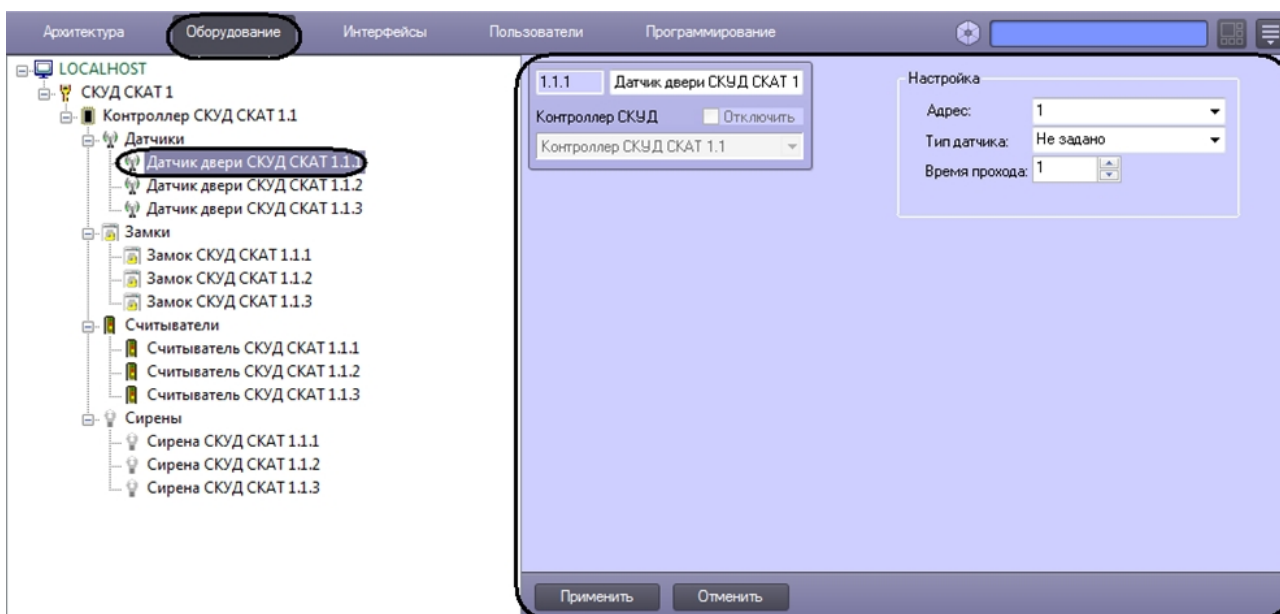 Архитектура Оборудование Интерфейсы Пользователи Программирование
LOCALHOST
СКУД СКАТ 1
Контроллер СКУД СКАТ 1.1
Датчики
Датчик двери СКУД СКАТ 1.1.1
Датчик двери СКУД СКАТ 1.1.2
Датчик двери СКУД СКАТ 1.1.3
Замки
Замок СКУД СКАТ 1.1.1
Замок СКУД СКАТ 1.1.2
Замок СКУД СКАТ 1.1.3
Считыватели
Считыватель СКУД СКАТ 1.1.1
Считыватель СКУД СКАТ 1.1.2
Считыватель СКУД СКАТ 1.1.3
Сирены
Сирена СКУД СКАТ 1.1.1
Сирена СКУД СКАТ 1.1.2
Сирена СКУД СКАТ 1.1.3
1.1.1 Датчик двери СКУД СКАТ 1
Контроллер СКУД Отключить
Контроллер СКУД СКАТ 1.1
Настройка
Адрес: 1
Тип датчика: Не задано
Время прохода: 1
Применить Отменить